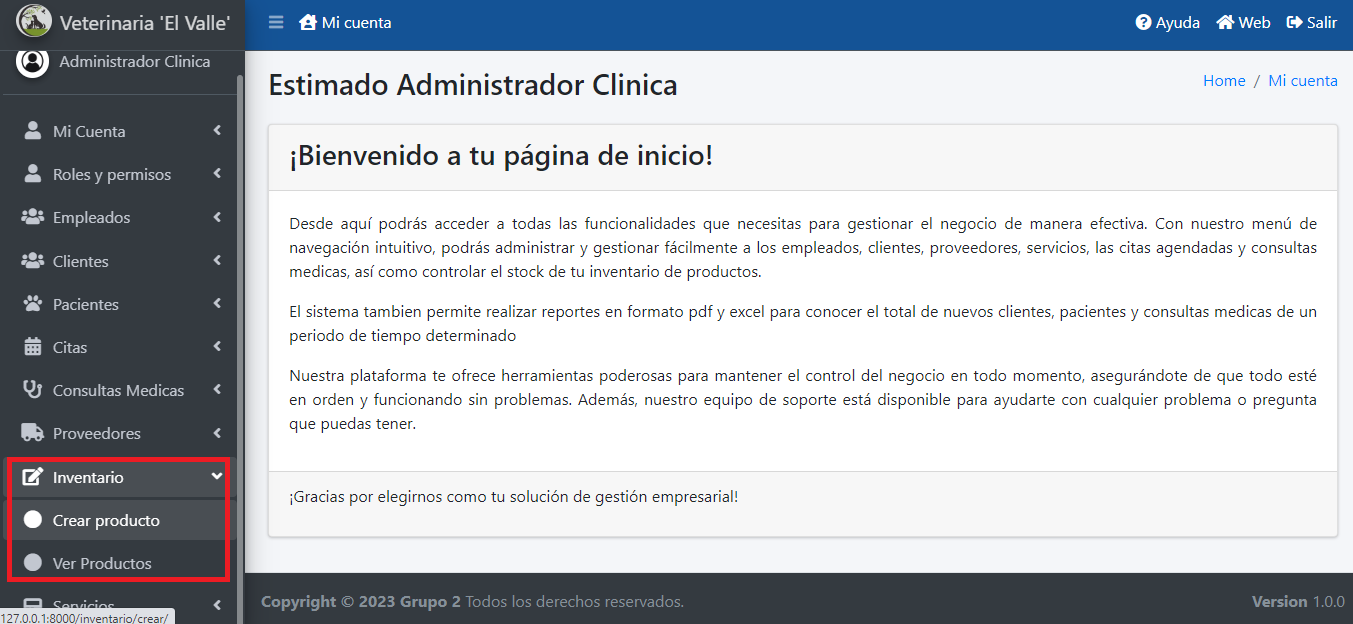 Veterinaria 'El Valle'
Mi cuenta
Ayuda
Web
Salir
Administrador Clinica
Mi Cuenta
Roles y permisos
Empleados
Clientes
Pacientes
Citas
Consultas Medicas
Proveedores
Inventario
Crear producto
Ver Productos
Servicios
127.0.0.1:8000/inventario/crear/
Estimado Administrador Clinica
Home / Mi cuenta
¡Bienvenido a tu página de inicio!
Desde aquí podrás acceder a todas las funcionalidades que necesitas para gestionar el negocio de manera efectiva. Con nuestro menú de
navegación intuitivo, podrás administrar y gestionar fácilmente a los empleados, clientes, proveedores, servicios, las citas agendadas y consultas
medicas, así como controlar el stock de tu inventario de productos.
El sistema tambien permite realizar reportes en formato pdf y excel para conocer el total de nuevos clientes, pacientes y consultas medicas de un
periodo de tiempo determinado
Nuestra plataforma te ofrece herramientas poderosas para mantener el control del negocio en todo momento, asegurándote de que todo esté
en orden y funcionando sin problemas. Además, nuestro equipo de soporte está disponible para ayudarte con cualquier problema o pregunta
que puedas tener.
¡Gracias por elegirnos como tu solución de gestión empresarial!
Copyright © 2023 Grupo 2 Todos los derechos reservados.
Version 1.0.0